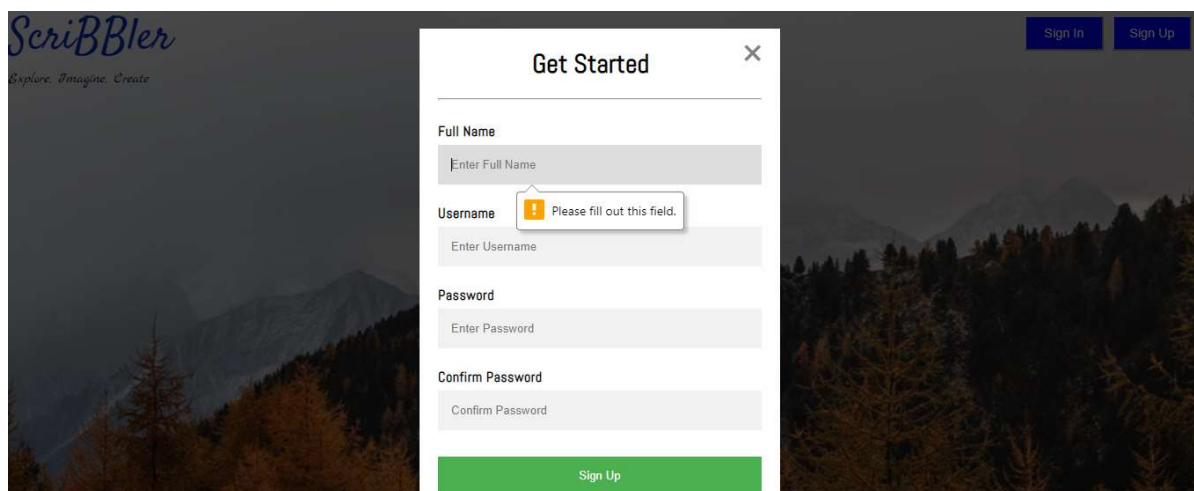 ScriBBler
Explore. Imagine. Create
Sign In
Sign Up
Get Started
×
Full Name
Enter Full Name
! Please fill out this field.
Username
Enter Username
Password
Enter Password
Confirm Password
Confirm Password
Sign Up